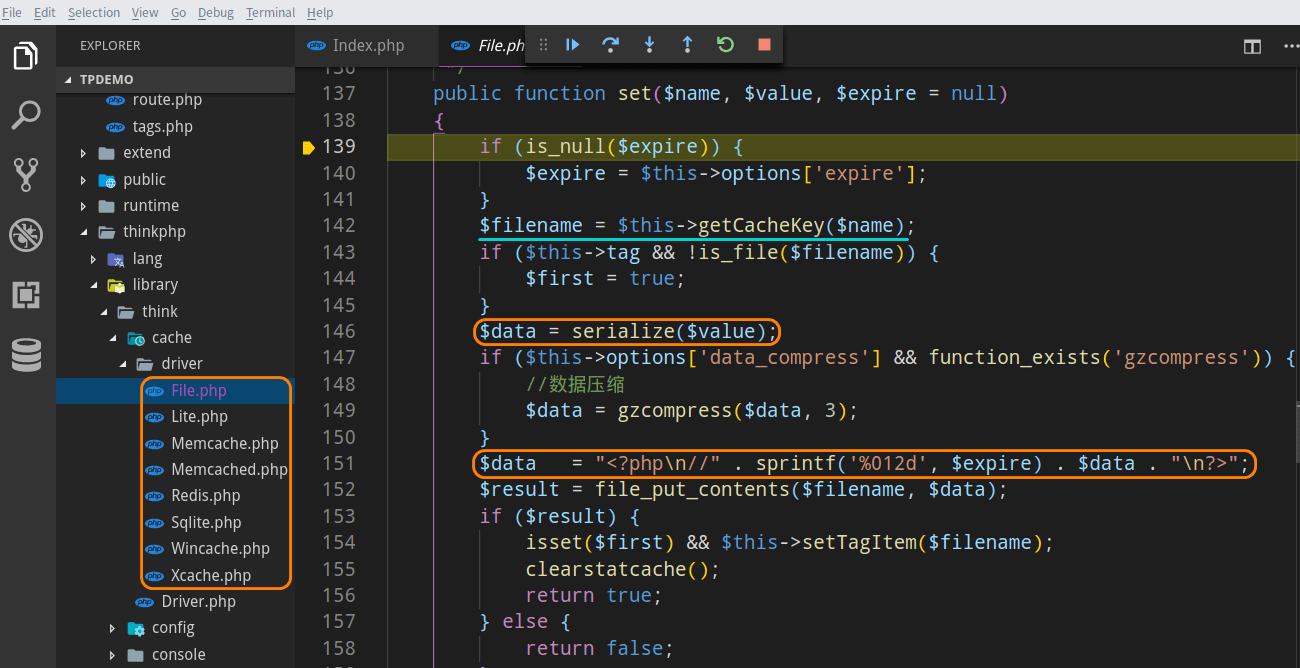 File Edit Selection View Go Debug Terminal Help
EXPLORER
TPDEMO
route.php
tags.php
extend
public
runtime
thinkphp
lang
library
think
cache
driver
File.php
Lite.php
Memcache.php
Memcached.php
Redis.php
Sqlite.php
Wincache.php
Xcache.php
Driver.php
config
console
Index.php File.ph
136 */
137 public function set($name, $value, $expire = null)
138 {
139 if (is_null($expire)) {
140 $expire = $this->options['expire'];
141 }
142 $filename = $this->getCacheKey($name);
143 if ($this->tag && !is_file($filename)) {
144 $first = true;
145 }
146 $data = serialize($value);
147 if ($this->options['data_compress'] && function_exists('gzcompress')) {
148 //数据压缩
149 $data = gzcompress($data, 3);
150 }
151 $data   = "<?php\n//" . sprintf('%012d', $expire) . $data . "\n?>";
152 $result = file_put_contents($filename, $data);
153 if ($result) {
154 isset($first) && $this->setTagItem($filename);
155 clearstatcache();
156 return true;
157 } else {
158 return false;